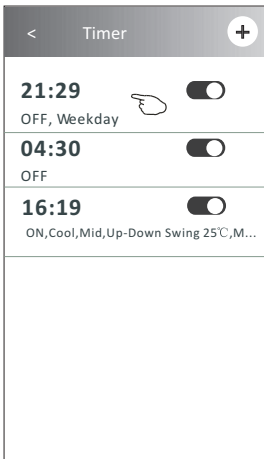 < Timer +
21:29
OFF, Weekday
04:30
OFF
16:19
ON,Cool,Mid,Up-Down Swing 25℃,M...